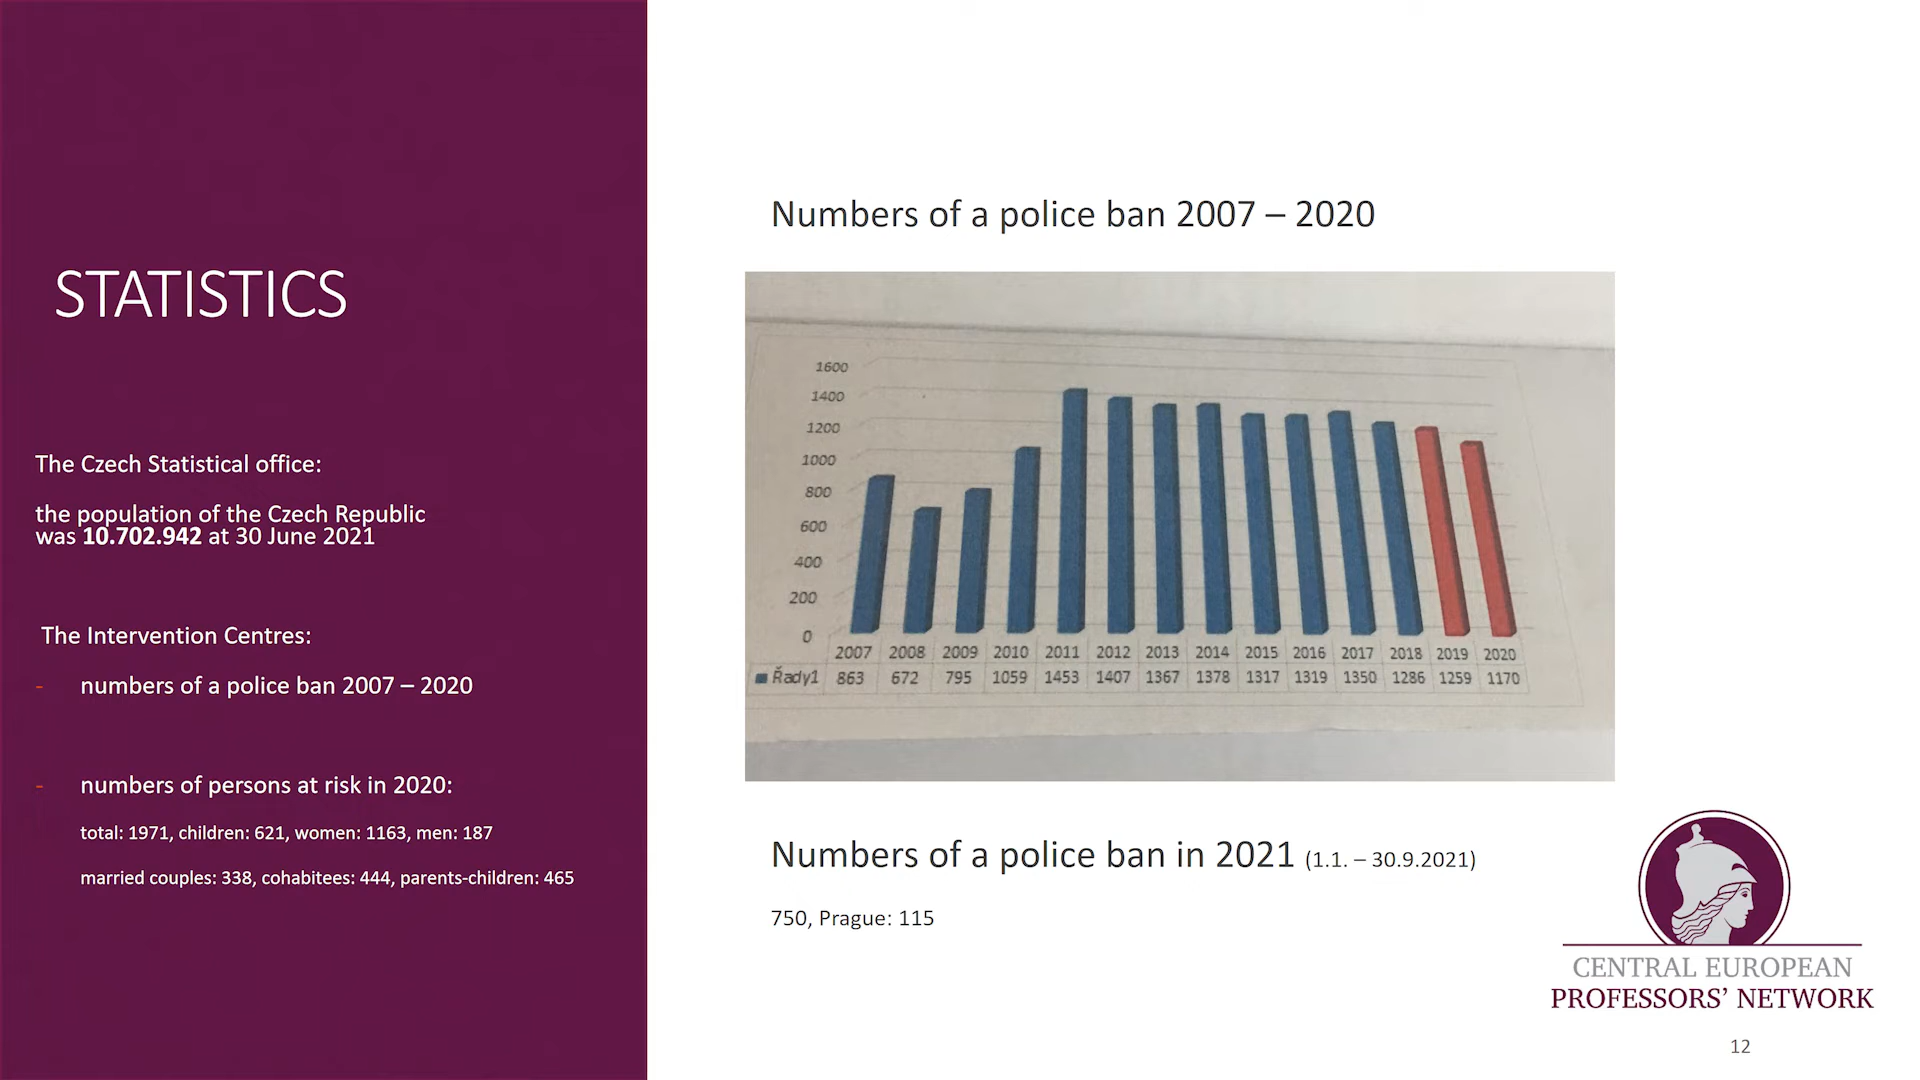 STATISTICS
The Czech Statistical office:
the population of the Czech Republic
was 10.702.942 at 30 June 2021
The Intervention Centres:
- numbers of a police ban 2007 – 2020
- numbers of persons at risk in 2020:
total: 1971, children: 621, women: 1163, men: 187
married couples: 338, cohabitees: 444, parents-children: 465
Numbers of a police ban 2007 – 2020
1600
1400
1200
1000
800
600
400
200
0
2007 2008 2009 2010 2011 2012 2013 2014 2015 2016 2017 2018 2019 2020
Řady1 863 672 795 1059 1453 1407 1367 1378 1317 1319 1350 1286 1259 1170
Numbers of a police ban in 2021 (1.1. – 30.9.2021)
750, Prague: 115
CENTRAL EUROPEAN
PROFESSORS’ NETWORK
12